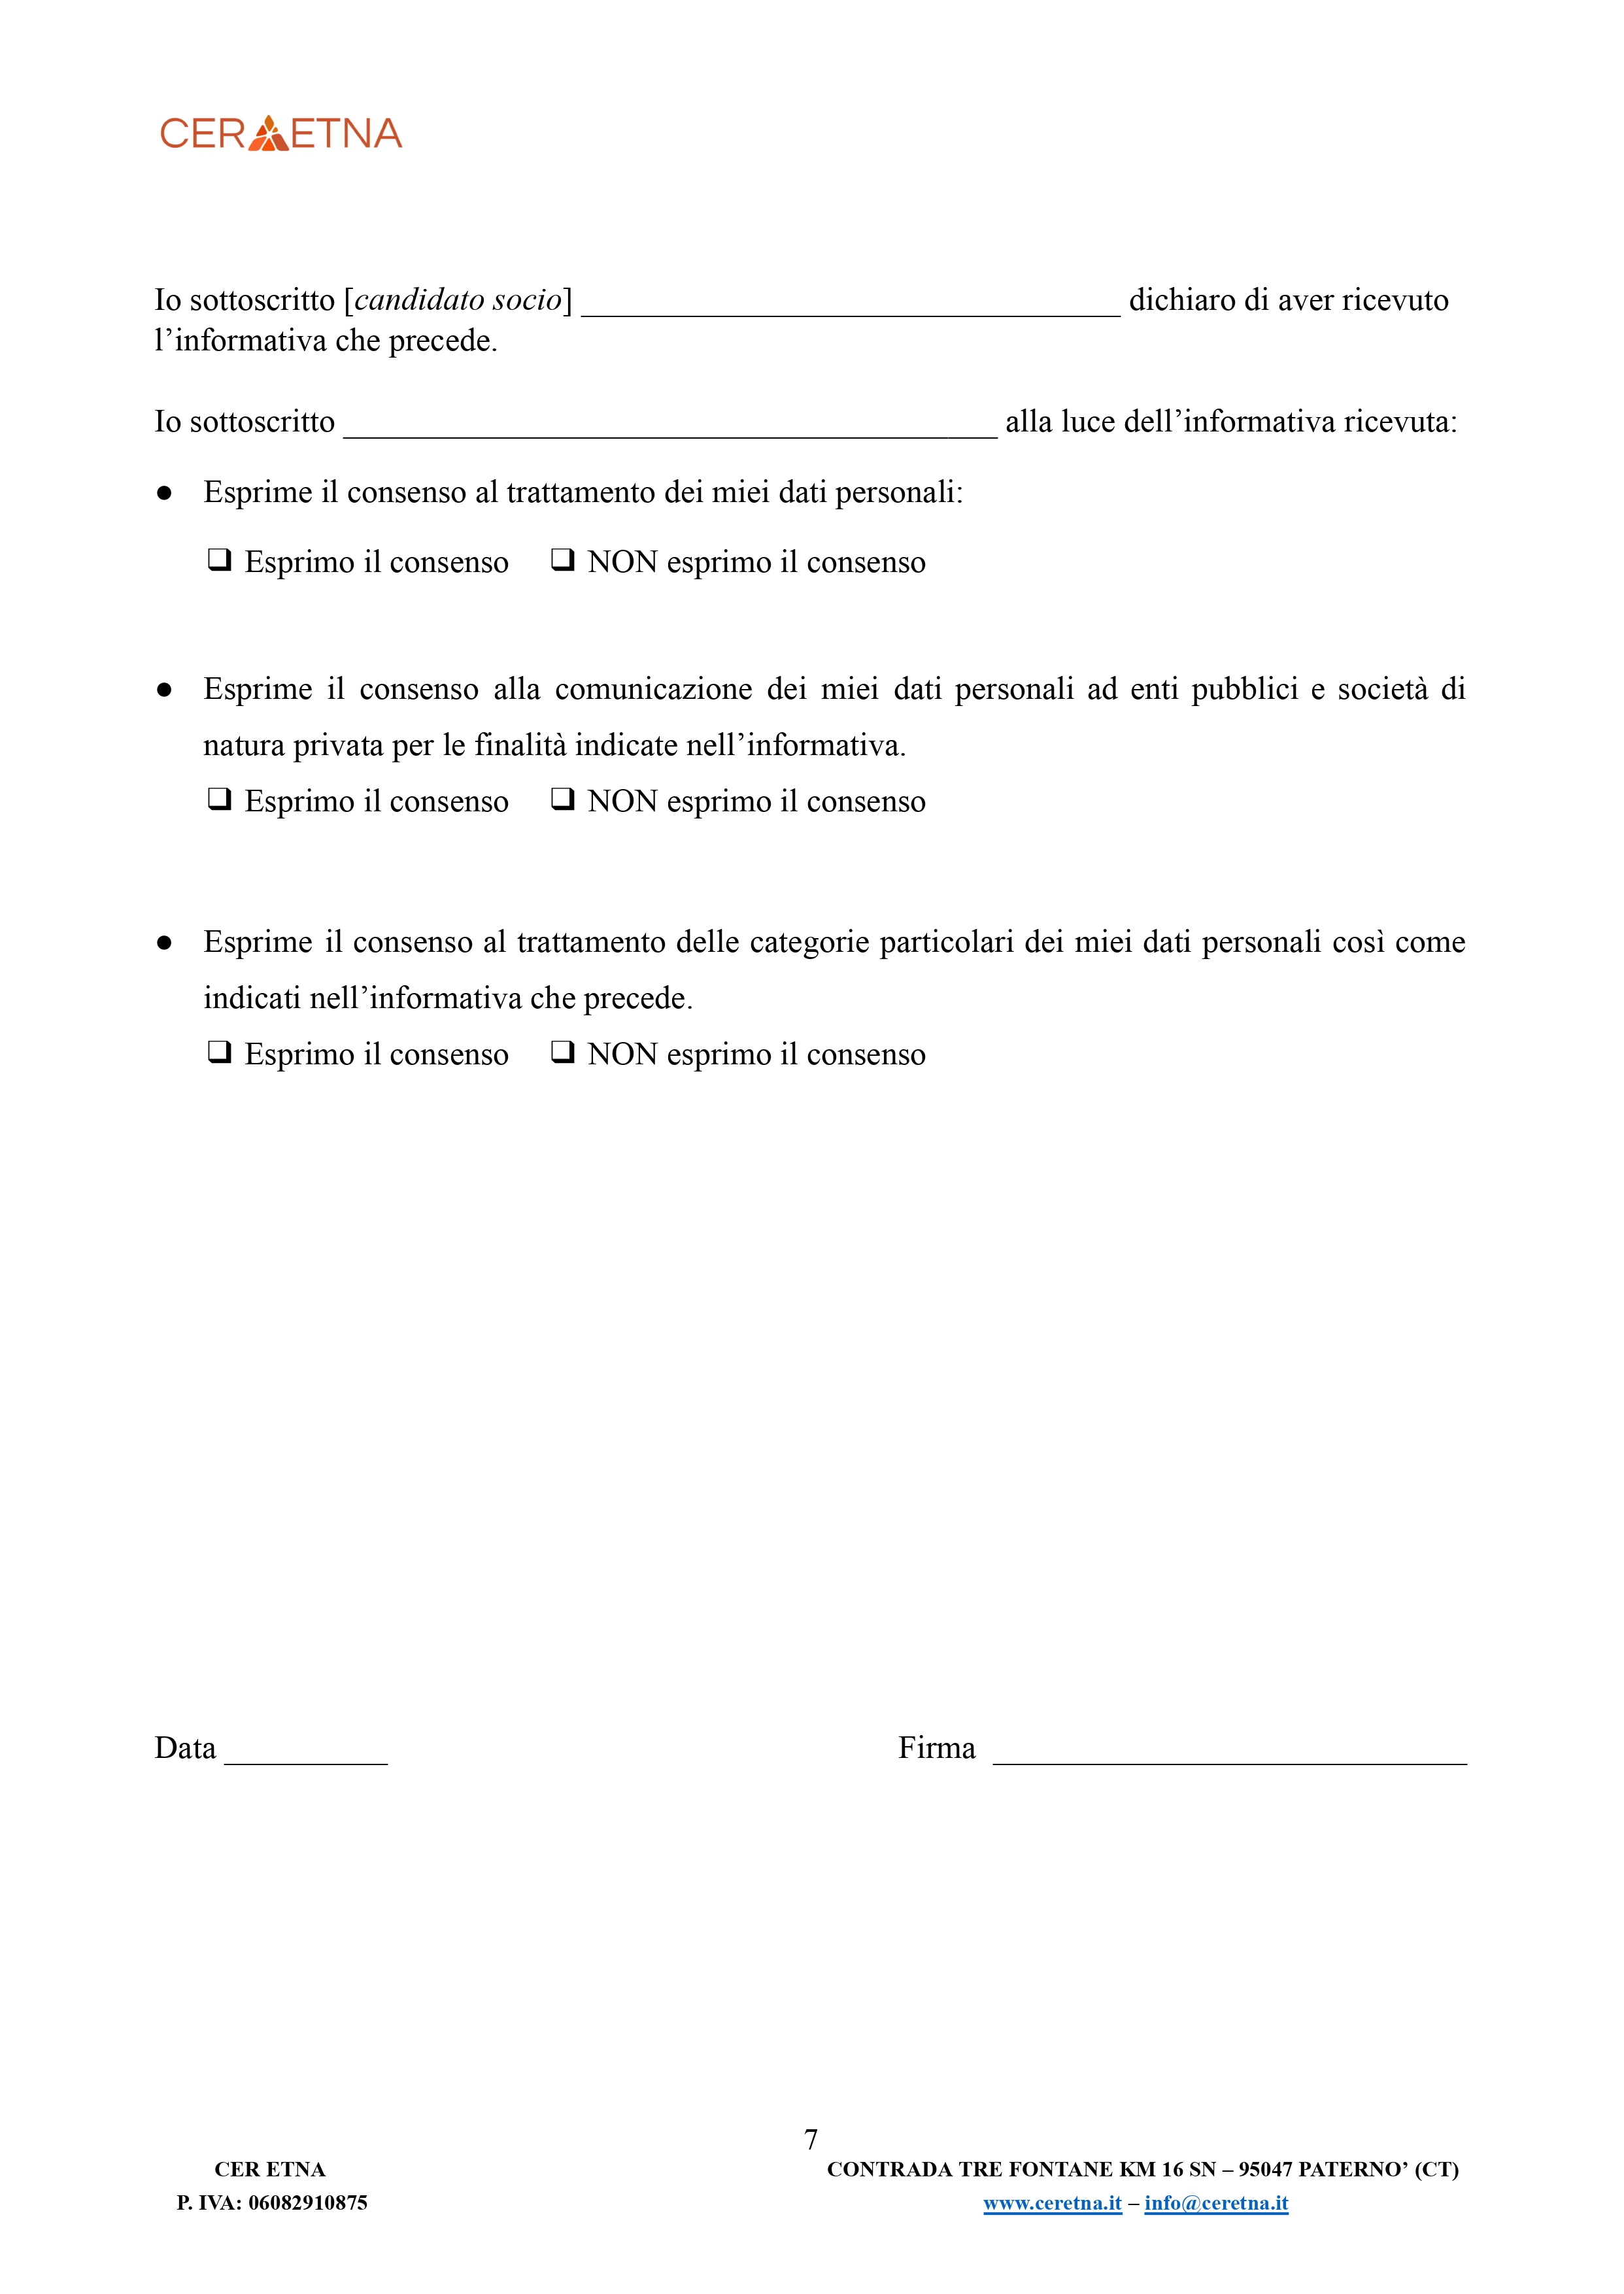 CER ETNA
Io sottoscritto [candidato socio] _________________________________ dichiaro di aver ricevuto
l’informativa che precede.
Io sottoscritto ________________________________________ alla luce dell’informativa ricevuta:
● Esprime il consenso al trattamento dei miei dati personali:
❑ Esprimo il consenso ❑ NON esprimo il consenso
● Esprime il consenso alla comunicazione dei miei dati personali ad enti pubblici e società di
natura privata per le finalità indicate nell’informativa.
❑ Esprimo il consenso ❑ NON esprimo il consenso
● Esprime il consenso al trattamento delle categorie particolari dei miei dati personali così come
indicati nell’informativa che precede.
❑ Esprimo il consenso ❑ NON esprimo il consenso
Data __________ Firma _____________________________
7
CER ETNA CONTRADA TRE FONTANE KM 16 SN – 95047 PATERNO’ (CT)
P. IVA: 06082910875 www.ceretna.it – info@ceretna.it